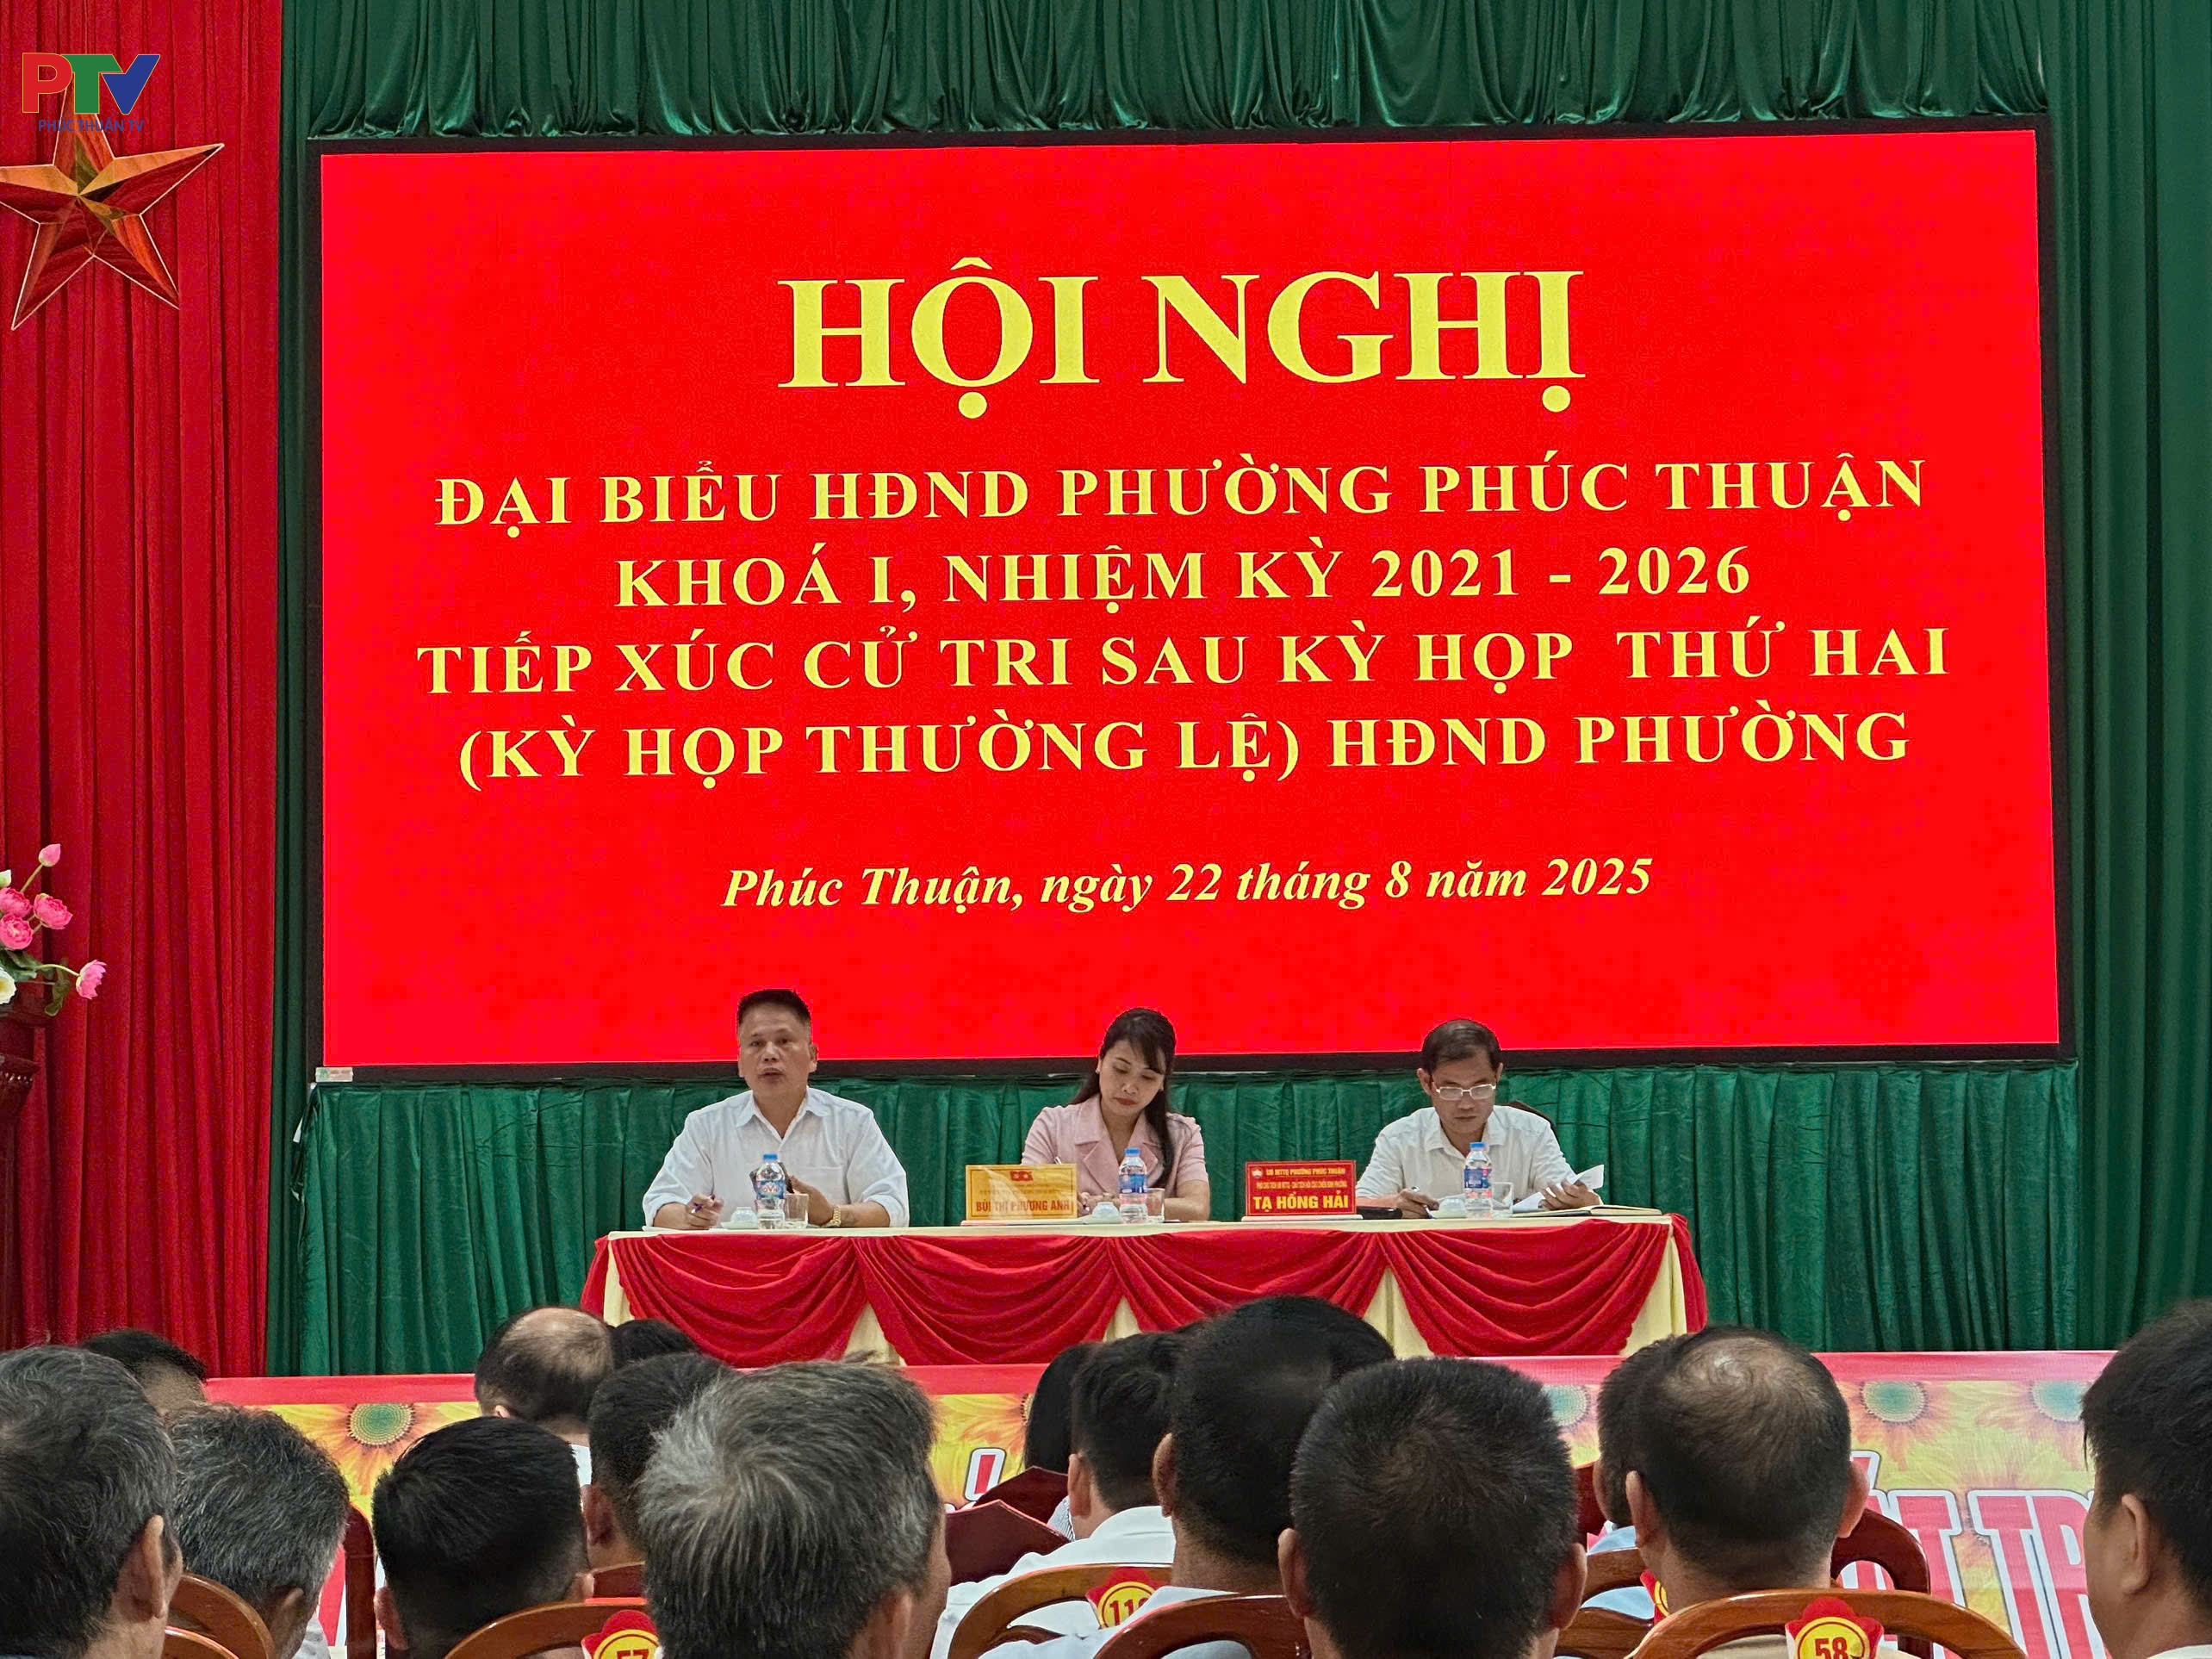 PTV
PHÚC THUẬN TV
HỘI NGHỊ
ĐẠI BIỂU HĐND PHƯỜNG PHÚC THUẬN
KHOÁ I, NHIỆM KỲ 2021 - 2026
TIẾP XÚC CỬ TRI SAU KỲ HỌP THỨ HAI
(KỲ HỌP THƯỜNG LỆ) HĐND PHƯỜNG
Phúc Thuận, ngày 22 tháng 8 năm 2025
BÙI THỊ PHƯƠNG ANH
UB MTTQ PHƯỜNG PHÚC THUẬN
TẠ HỒNG HẢI
57
58